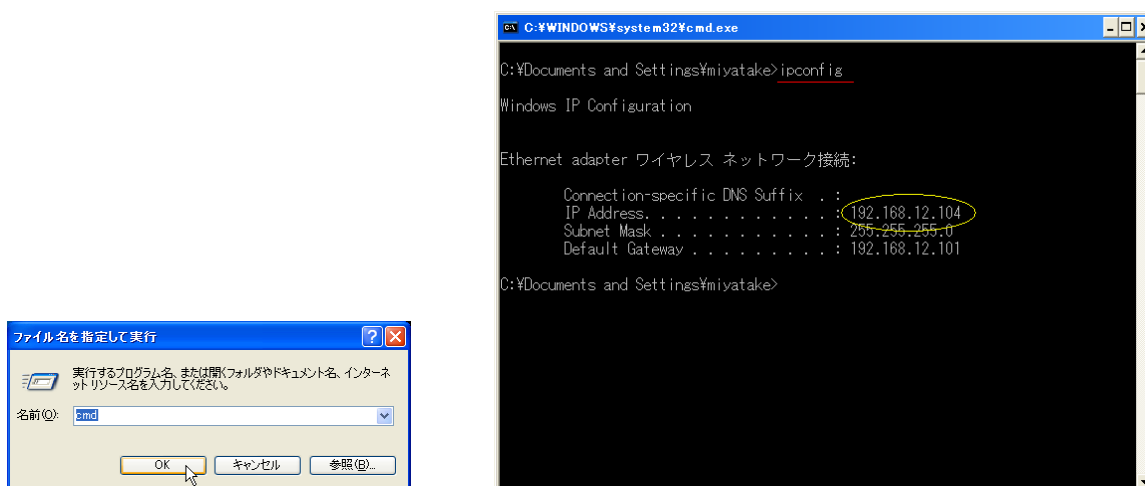 C:¥WINDOWS¥system32¥cmd.exe
C:¥Documents and Settings¥miyatake>ipconfig
Windows IP Configuration
Ethernet adapter ワイヤレス ネットワーク接続:
Connection-specific DNS Suffix . :
IP Address. . . . . . . . . . . . : 192.168.12.104
Subnet Mask . . . . . . . . . . . : 255.255.255.0
Default Gateway . . . . . . . . . : 192.168.12.101
C:¥Documents and Settings¥miyatake>
ファイル名を指定して実行
実行するプログラム名、または開くフォルダやドキュメント名、インターネ
ット リソース名を入力してください。
名前(O):
cmd
OK
キャンセル
参照(B)...